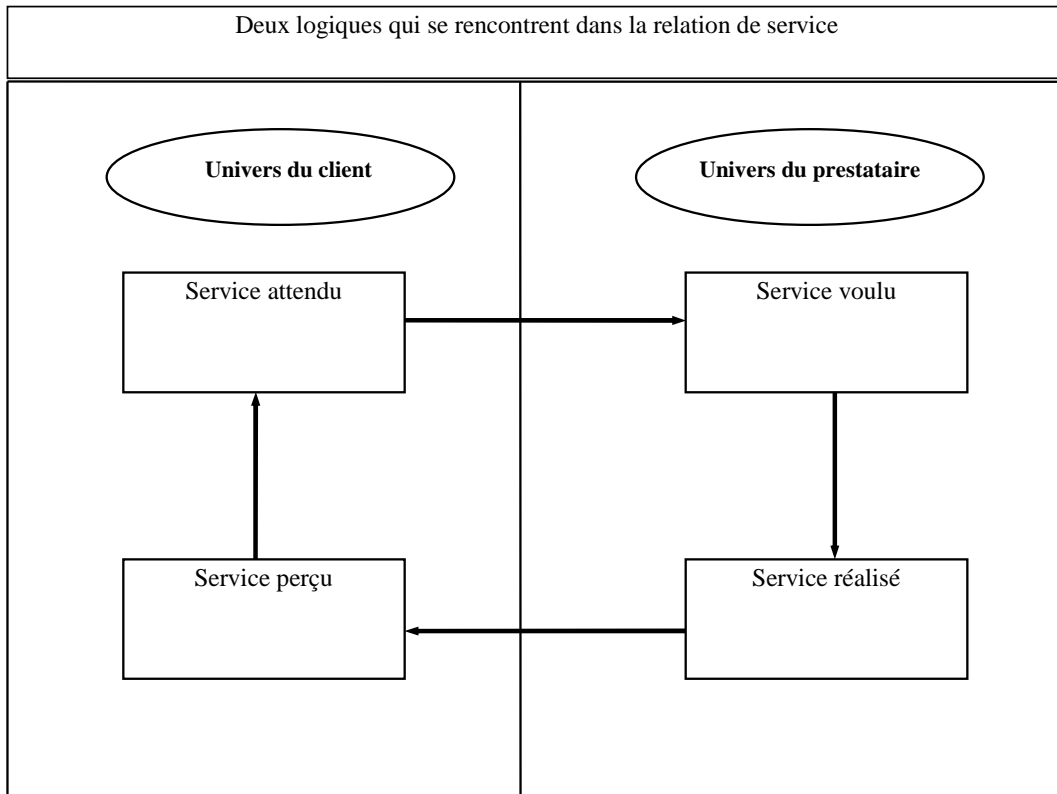 Deux logiques qui se rencontrent dans la relation de service
Univers du client
Univers du prestataire
Service attendu
Service voulu
Service perçu
Service réalisé